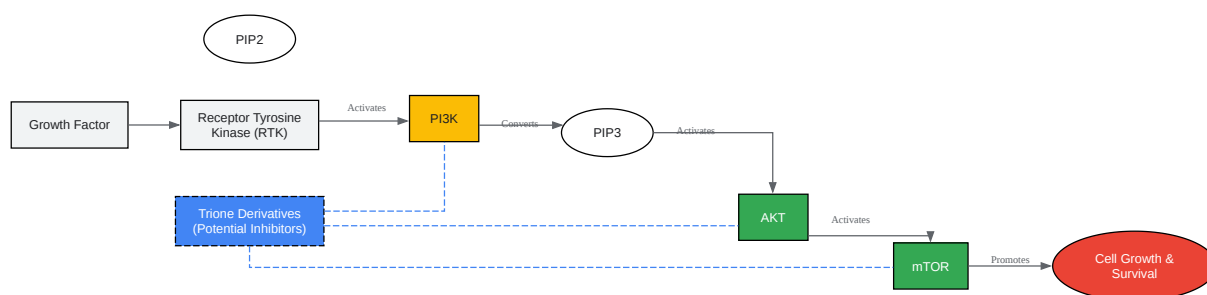 PIP2
Growth Factor
Receptor Tyrosine
Kinase (RTK)
Activates
PI3K
Converts
PIP3
Activates
Trione Derivatives
(Potential Inhibitors)
AKT
Activates
mTOR
Promotes
Cell Growth &
Survival